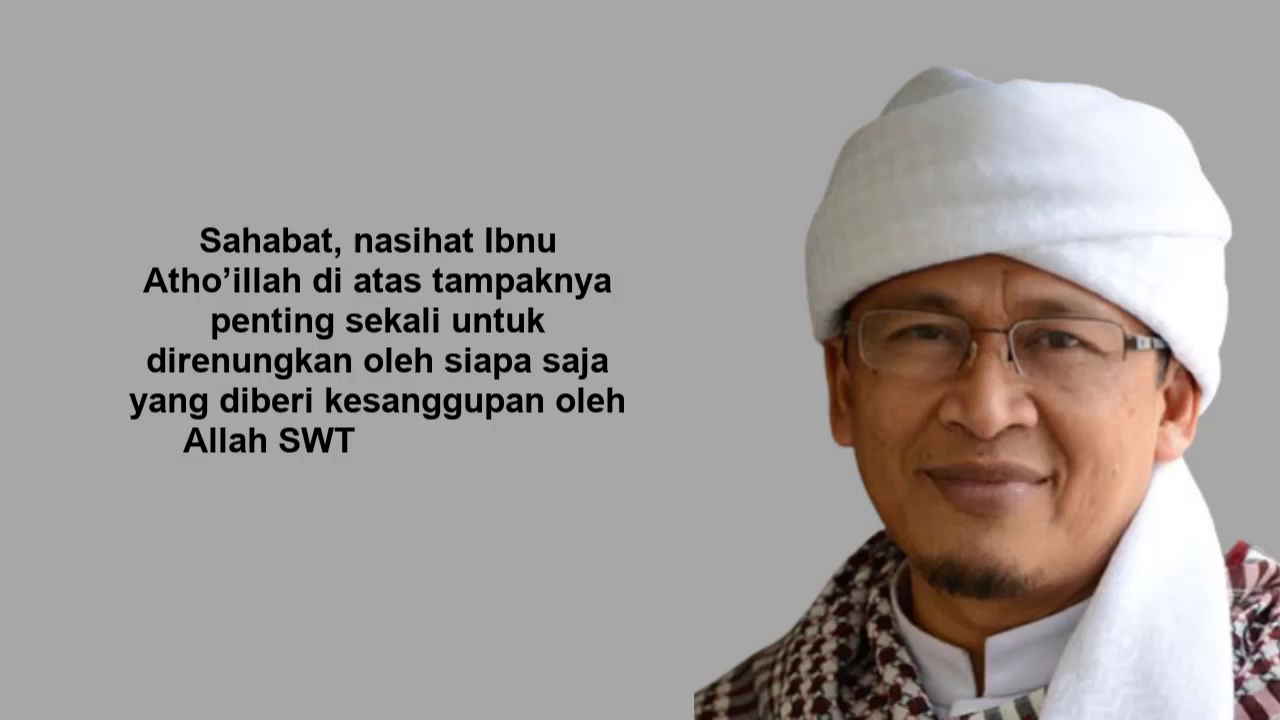 Sahabat, nasihat Ibnu
Atho’illah di atas tampaknya
penting sekali untuk
direnungkan oleh siapa saja
yang diberi kesanggupan oleh
Allah SWT